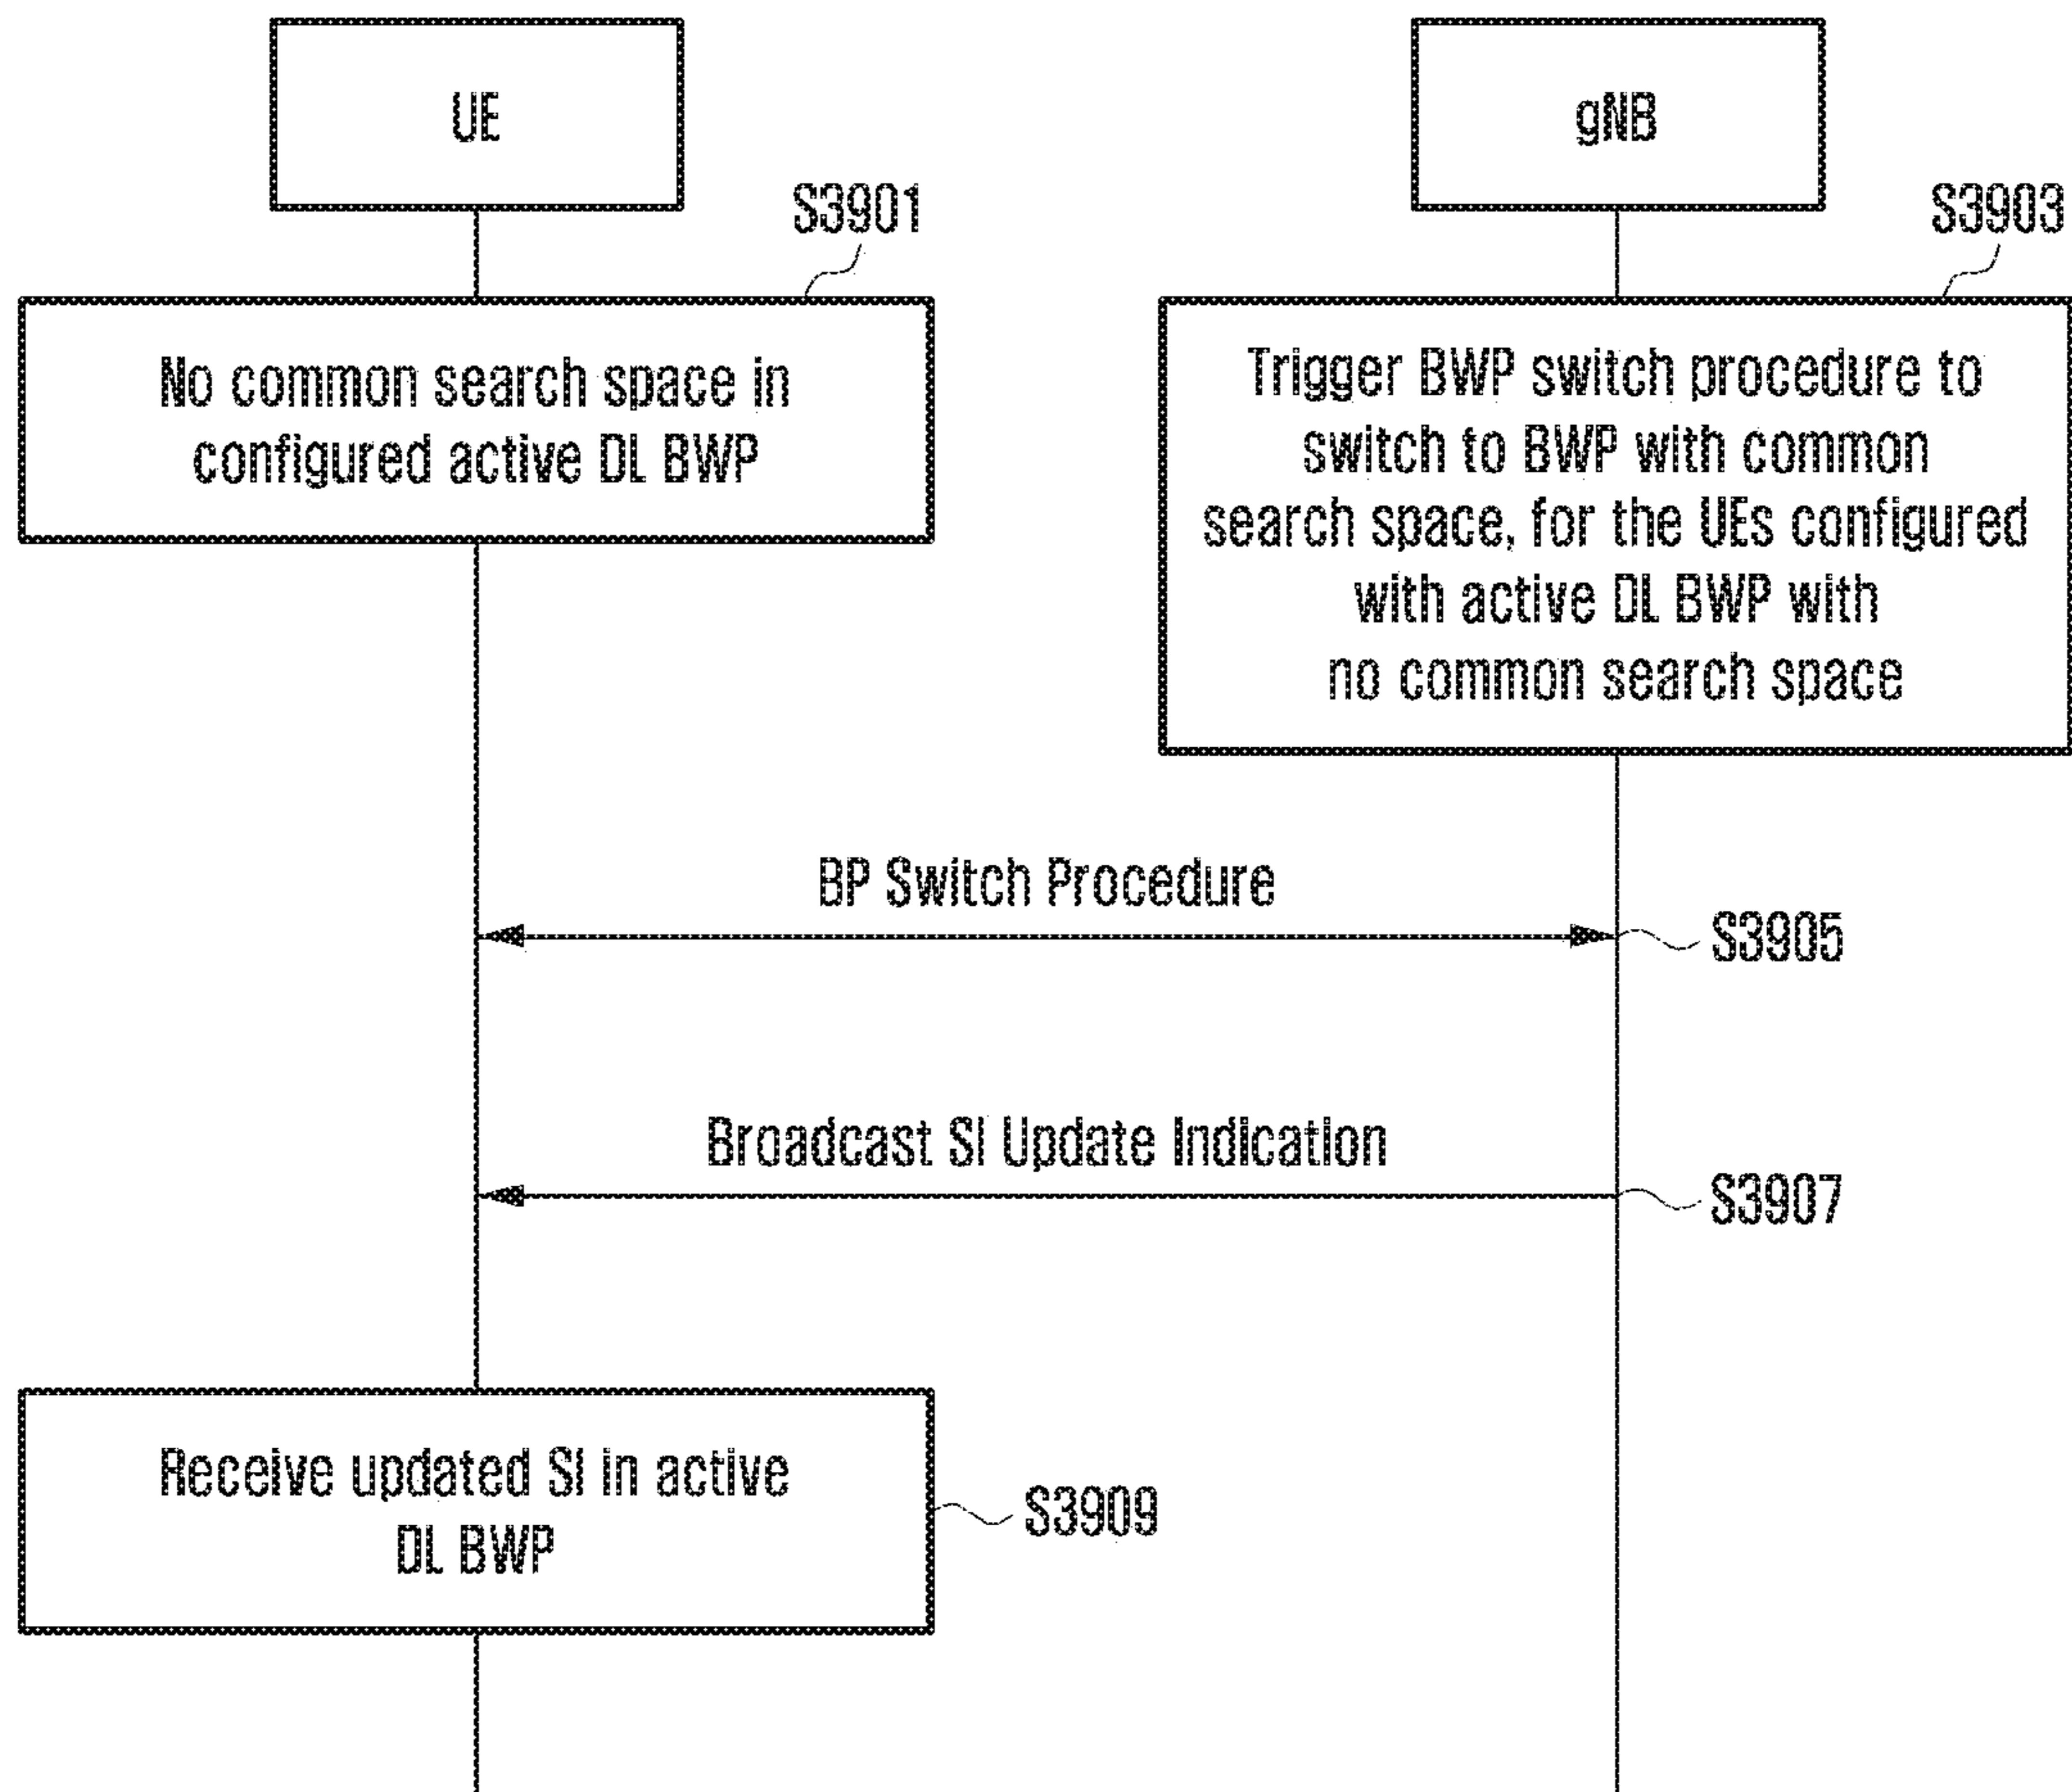 UE
gNB
S3901
S3903
No common search space in
configured active DL BWP
Trigger BWP switch procedure to
switch to BWP with common
search space, for the UEs configured
with active DL BWP with
no common search space
BP Switch Procedure
S3905
Broadcast SI Update Indication
S3907
Receive updated SI in active
DL BWP
S3909